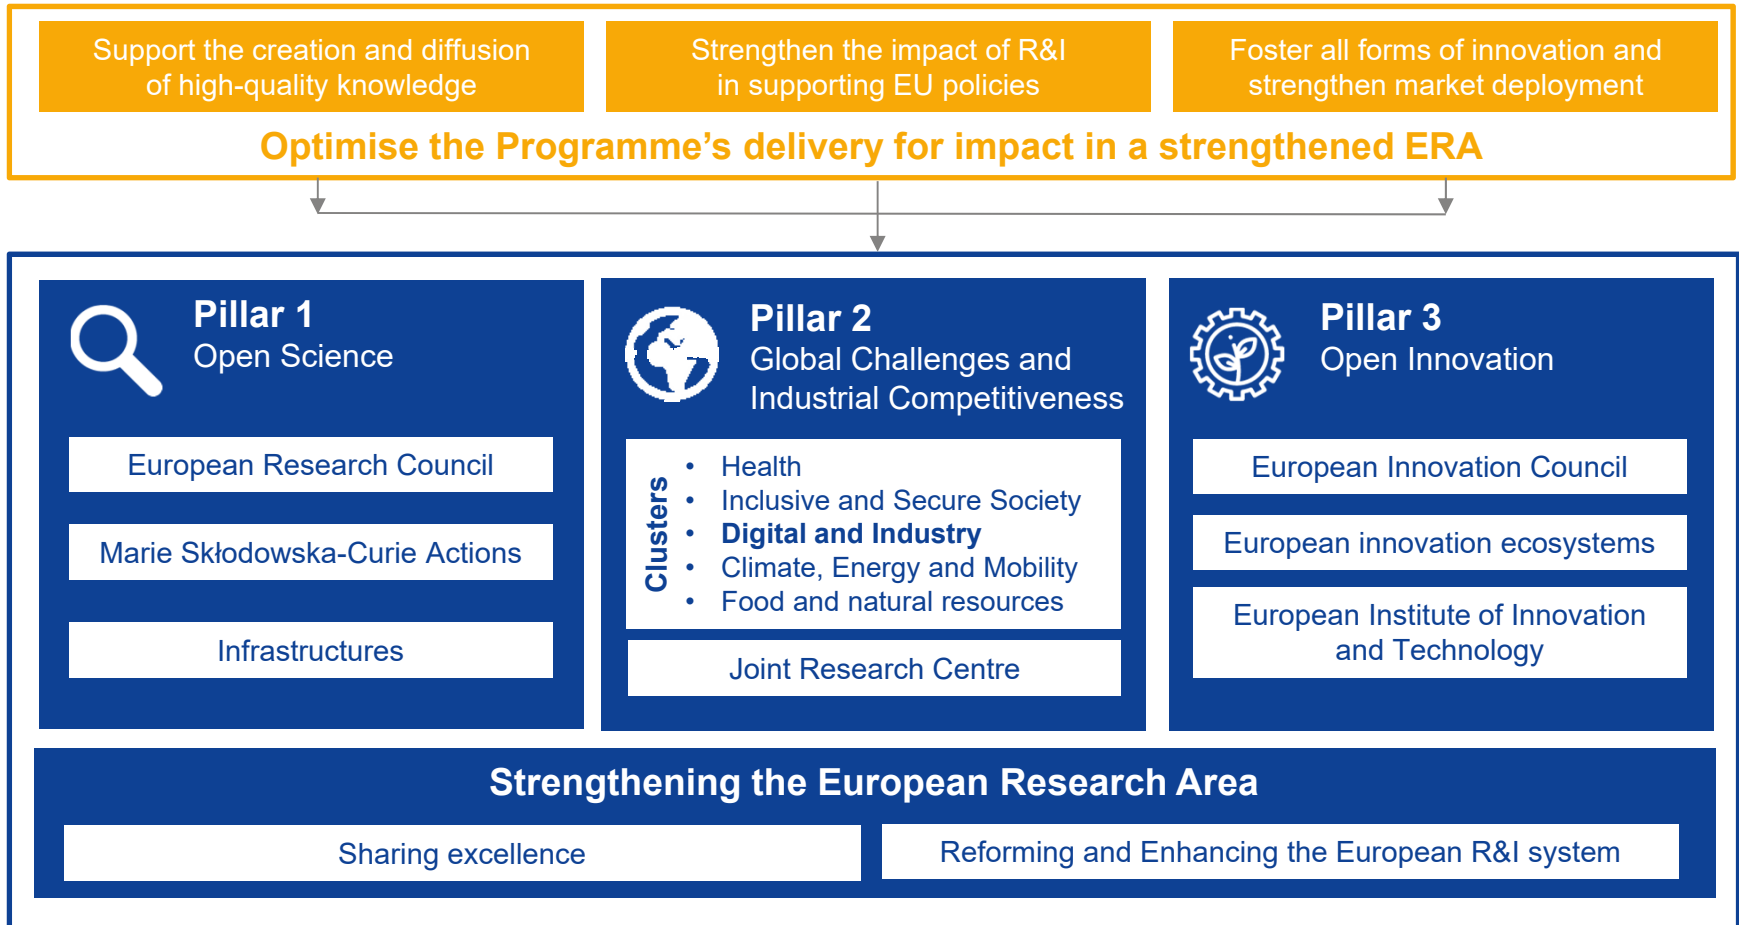 Support the creation and diffusion
of high-quality knowledge
Strengthen the impact of R&I
in supporting EU policies
Foster all forms of innovation and
strengthen market deployment
Optimise the Programme’s delivery for impact in a strengthened ERA
Pillar 1
Open Science
European Research Council
Marie Skłodowska-Curie Actions
Infrastructures
Pillar 2
Global Challenges and
Industrial Competitiveness
Clusters
• Health
• Inclusive and Secure Society
• Digital and Industry
• Climate, Energy and Mobility
• Food and natural resources
Joint Research Centre
Pillar 3
Open Innovation
European Innovation Council
European innovation ecosystems
European Institute of Innovation
and Technology
Strengthening the European Research Area
Sharing excellence
Reforming and Enhancing the European R&I system